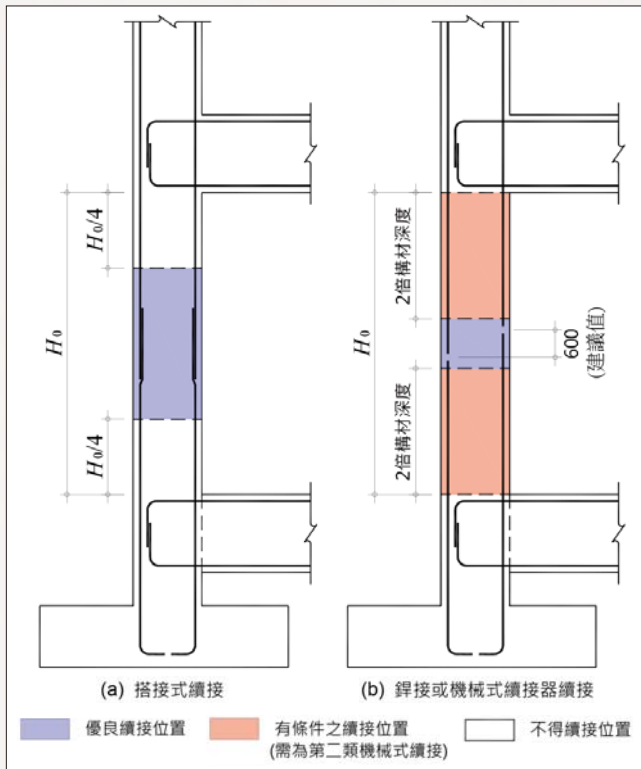 H₀/4
H₀
H₀/4
(a) 搭接式續接
2倍構材深度
H₀
2倍構材深度
600
(建議值)
(b) 銲接或機械式續接器續接
優良續接位置
有條件之續接位置
(需為第二類機械式續接)
不得續接位置